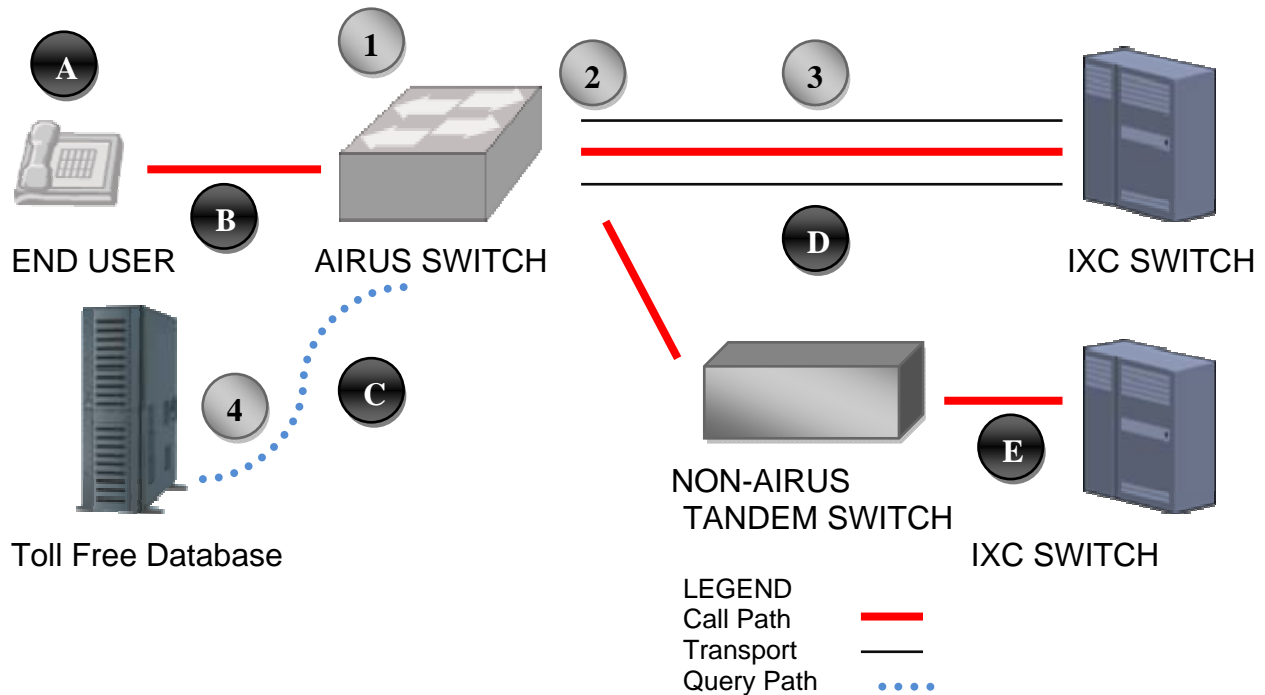 A
1
2
3
B
D
END USER
AIRUS SWITCH
IXC SWITCH
4
C
E
NON-AIRUS
TANDEM SWITCH
Toll Free Database
IXC SWITCH
LEGEND
Call Path
Transport
Query Path